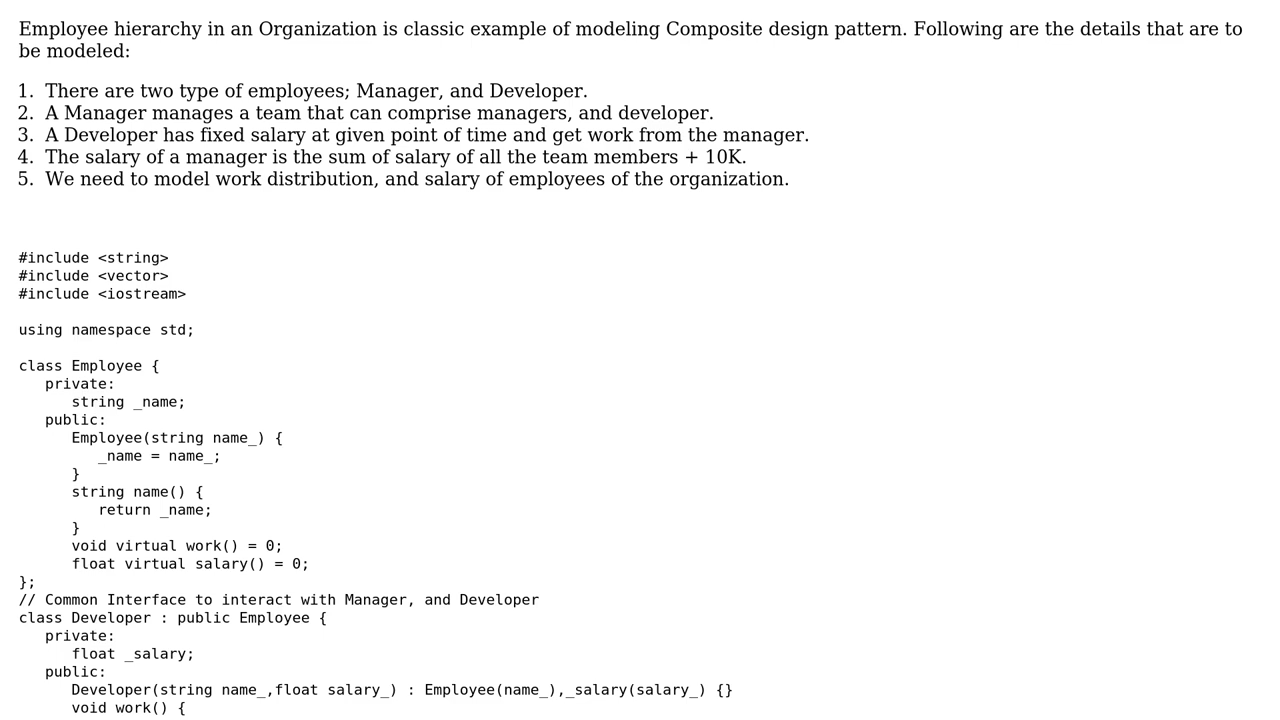 Employee hierarchy in an Organization is classic example of modeling Composite design pattern. Following are the details that are to
be modeled:
1. There are two type of employees; Manager, and Developer.
2. A Manager manages a team that can comprise managers, and developer.
3. A Developer has fixed salary at given point of time and get work from the manager.
4. The salary of a manager is the sum of salary of all the team members + 10K.
5. We need to model work distribution, and salary of employees of the organization.
#include <string>
#include <vector>
#include <iostream>
using namespace std;
class Employee {
   private:
      string _name;
   public:
      Employee(string name_) {
         _name = name_;
      }
      string name() {
         return _name;
      }
      void virtual work() = 0;
      float virtual salary() = 0;
};
// Common Interface to interact with Manager, and Developer
class Developer : public Employee {
   private:
      float _salary;
   public:
      Developer(string name_,float salary_) : Employee(name_),_salary(salary_) {}
      void work() {